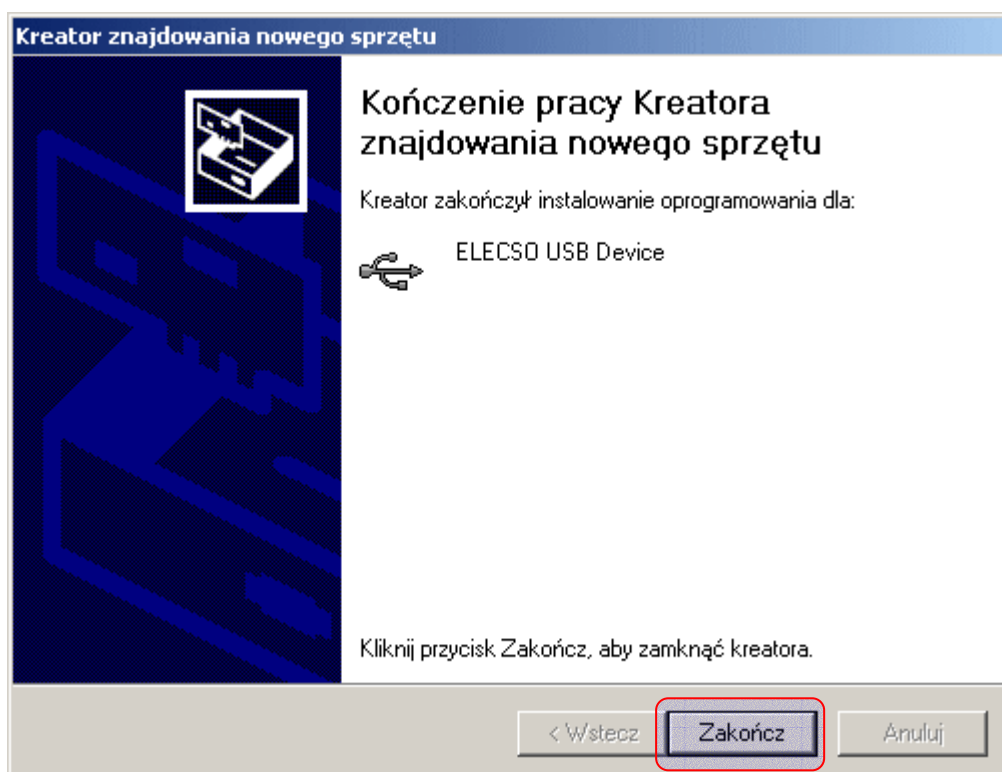 Kreator znajdowania nowego sprzętu
Kończenie pracy Kreatora
znajdowania nowego sprzętu
Kreator zakończył instalowanie oprogramowania dla:
ELECSO USB Device
Kliknij przycisk Zakończ, aby zamknąć kreatora.
< Wstecz Zakończ Anuluj